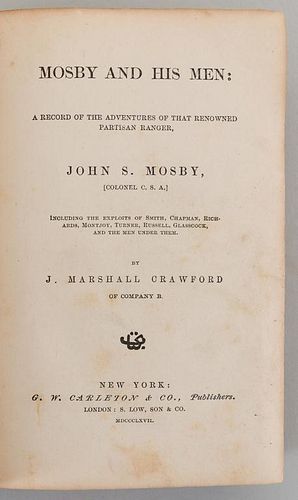 MOSBY AND HIS MEN:
A RECORD OF THE ADVENTURES OF THAT RENOWNED
PARTISAN RANGER,
JOHN S. MOSBY,
[COLONEL C. S. A.]
INCLUDING THE EXPLOITS OF SMITH, CHAPMAN, RICH-
ARDS, MONTJOY, TURNER, RUSSELL, GLASSCOCK,
AND THE MEN UNDER THEM.
BY
J. MARSHALL CRAWFORD
OF COMPANY B.
NEW YORK:
G. W. CARLETON & CO., Publishers.
LONDON: S. LOW, SON & CO.
MDCCCLXVII.